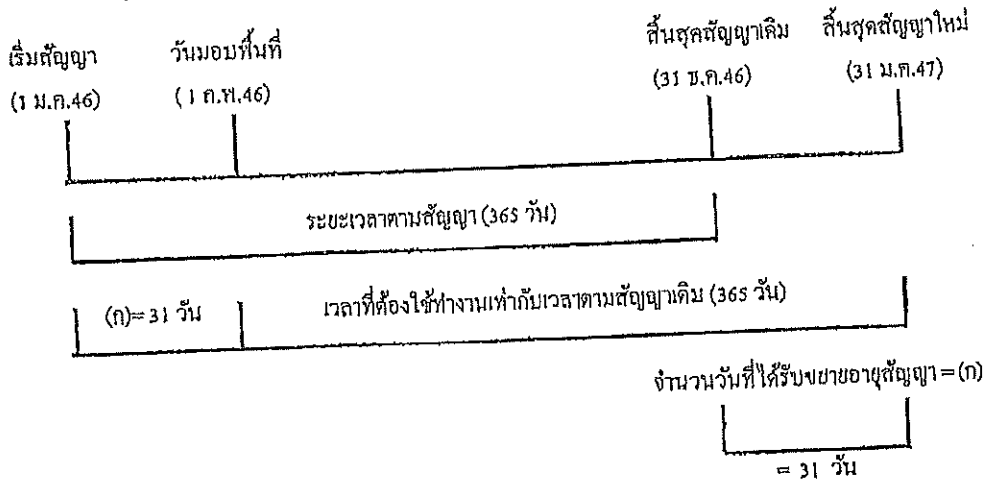 เริ่มสัญญา วันมอบพื้นที่ สิ้นสุดสัญญาเดิม สิ้นสุดสัญญาใหม่
(1 ม.ค.46) (1 ก.พ.46) (31 ธ.ค.46) (31 ม.ค.47)
ระยะเวลาตามสัญญา (365 วัน)
(ก)= 31 วัน เวลาที่ต้องใช้ทำงานเท่ากับเวลาตามสัญญาเดิม (365 วัน)
จำนวนวันที่ได้รับขยายอายุสัญญา = (ก)
= 31 วัน